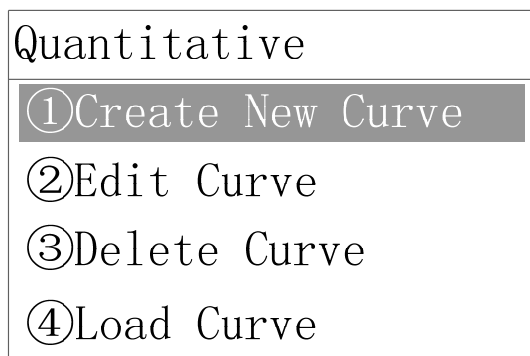 Quantitative
①Create New Curve
②Edit Curve
③Delete Curve
④Load Curve